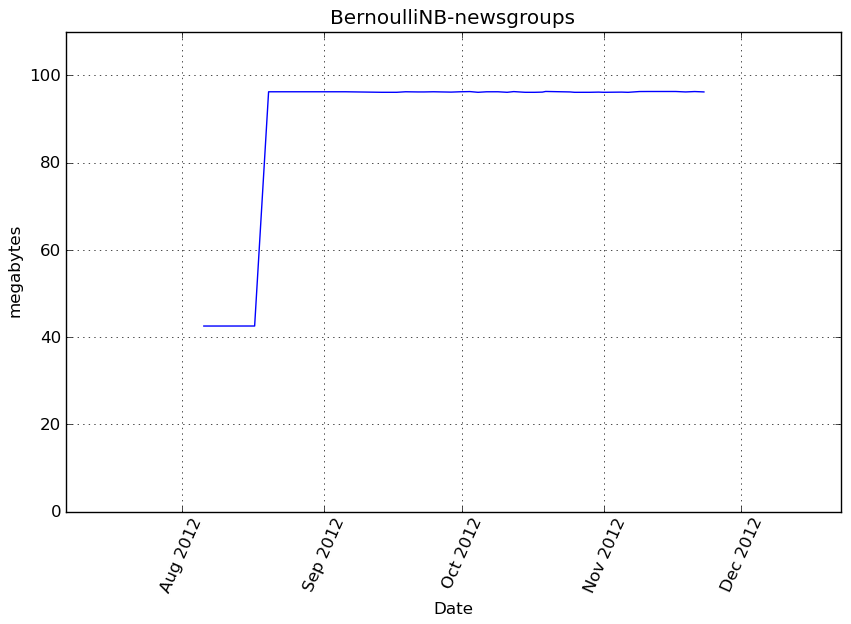 BernoulliNB-newsgroups
megabytes
100
80
60
40
20
0
Aug 2012
Sep 2012
Oct 2012
Nov 2012
Dec 2012
Date